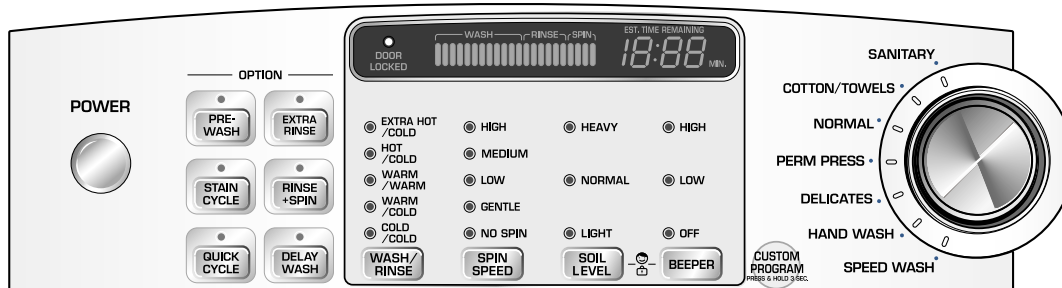 POWER
OPTION
PRE-
WASH
EXTRA
RINSE
STAIN
CYCLE
RINSE
+SPIN
QUICK
CYCLE
DELAY
WASH
DOOR
LOCKED
WASH RINSE SPIN
EST. TIME REMAINING
18:88 MIN.
EXTRA HOT
/COLD
HOT
/COLD
WARM
/WARM
WARM
/COLD
COLD
/COLD
WASH/
RINSE
HIGH
MEDIUM
LOW
GENTLE
NO SPIN
SPIN
SPEED
HEAVY
NORMAL
LIGHT
SOIL
LEVEL
HIGH
LOW
OFF
BEEPER
CUSTOM
PROGRAM
PRESS & HOLD 3 SEC.
SANITARY
COTTON/TOWELS
NORMAL
PERM PRESS
DELICATES
HAND WASH
SPEED WASH